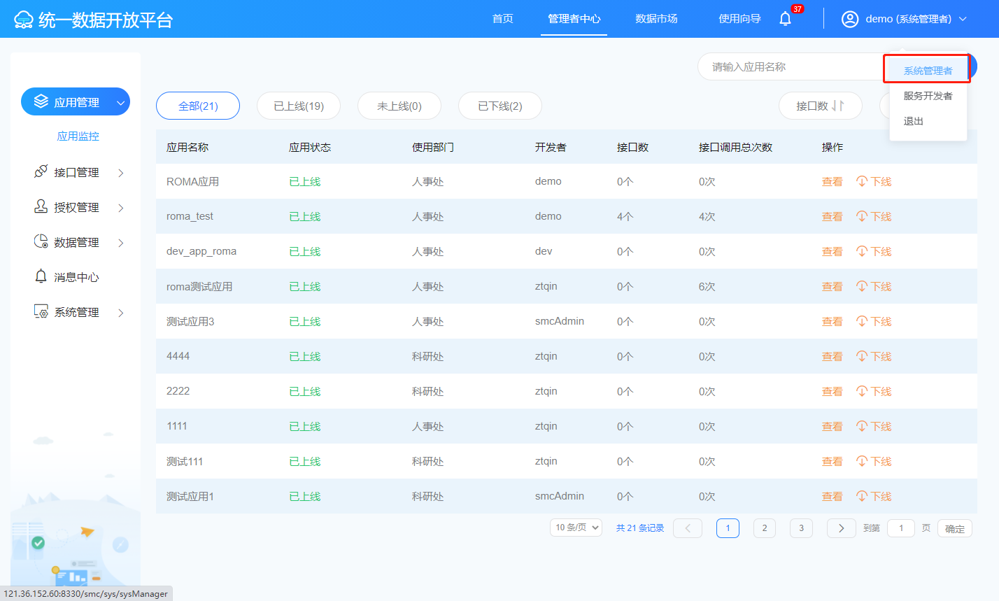 统一数据开放平台
首页 管理者中心 数据市场 使用向导 37 demo (系统管理者)
请输入应用名称
系统管理者
服务开发者
退出
应用管理
应用监控
接口管理
授权管理
数据管理
消息中心
系统管理
全部(21) 已上线(19) 未上线(0) 已下线(2) 接口数
应用名称 应用状态 使用部门 开发者 接口数 接口调用总次数 操作
ROMA应用 已上线 人事处 demo 0个 0次 查看 下线
roma_test 已上线 人事处 demo 4个 4次 查看 下线
dev_app_roma 已上线 人事处 dev 0个 0次 查看 下线
roma测试应用 已上线 人事处 ztqin 0个 6次 查看 下线
测试应用3 已上线 人事处 smcAdmin 0个 0次 查看 下线
4444 已上线 科研处 ztqin 0个 0次 查看 下线
2222 已上线 科研处 ztqin 0个 0次 查看 下线
1111 已上线 人事处 ztqin 0个 0次 查看 下线
测试111 已上线 科研处 ztqin 0个 0次 查看 下线
测试应用1 已上线 科研处 smcAdmin 0个 0次 查看 下线
10 条/页 共 21 条记录 1 2 3 到第 1 页 确定
121.36.152.60:8330/smc/sys/sysManager